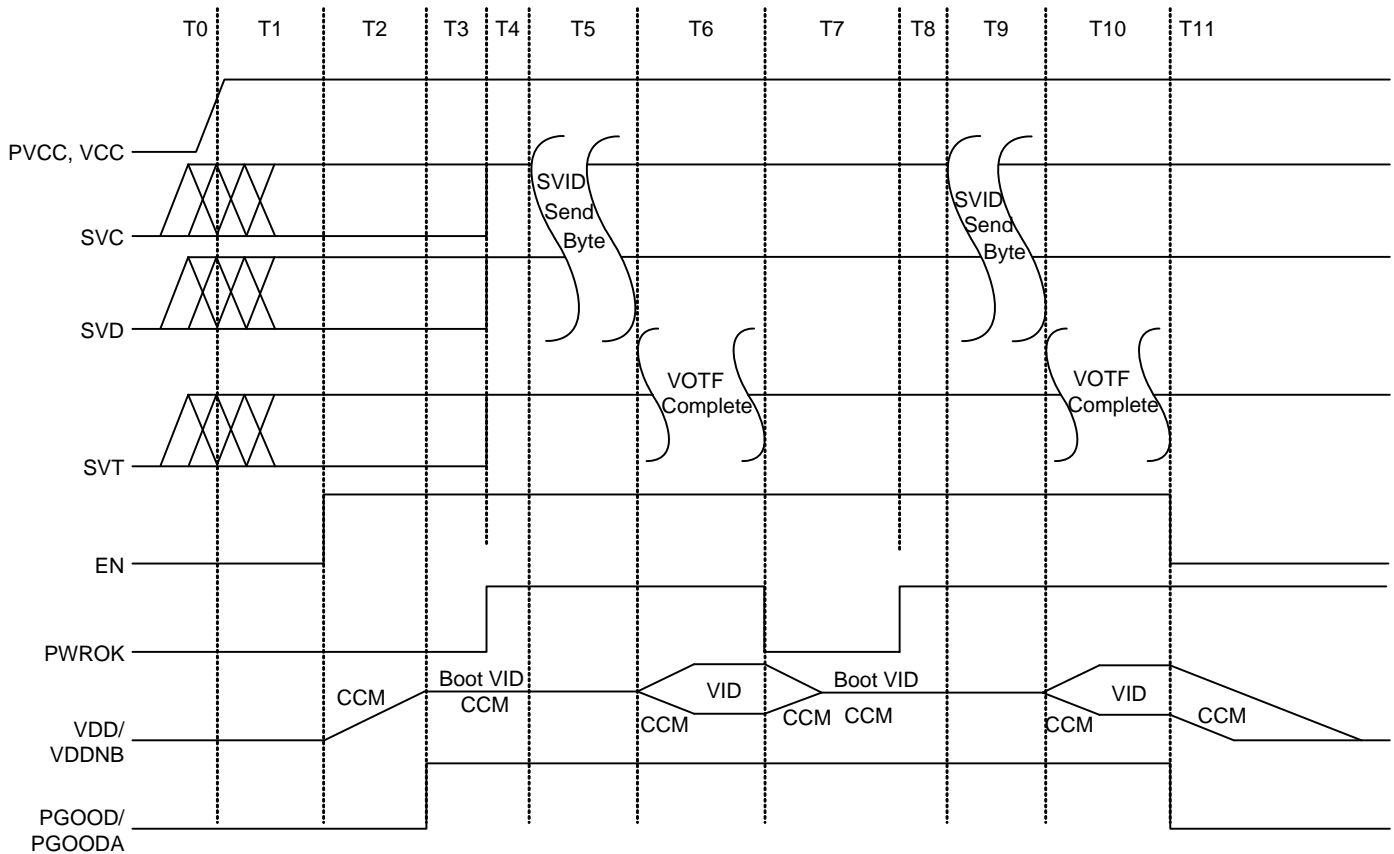 T0 T1 T2 T3 T4 T5 T6 T7 T8 T9 T10 T11
PVCC, VCC
SVID
Send
Byte
SVID
Send
Byte
SVC
SVD
VOTF
Complete
VOTF
Complete
SVT
EN
PWROK
CCM
Boot VID
CCM
CCM
VID
CCM
Boot VID
CCM
CCM
VID
CCM
VDD/
VDDNB
PGOOD/
PGOODA